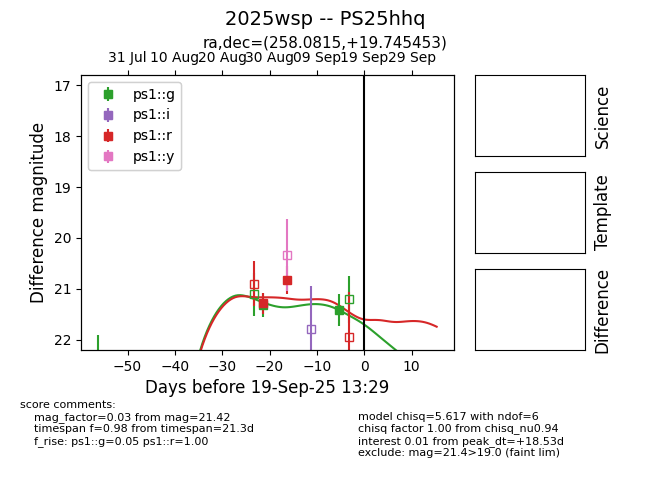 2025wsp -- PS25hhq
ra,dec=(258.0815,+19.745453)
31 Jul 10 Aug 20 Aug 30 Aug 09 Sep 19 Sep 29 Sep
17
18
19
20
21
22
Difference magnitude
ps1::g
ps1::i
ps1::r
ps1::y
−50 −40 −30 −20 −10 0 10
Days before 19-Sep-25 13:29
Science
Template
Difference
score comments:
mag_factor=0.03 from mag=21.42
timespan f=0.98 from timespan=21.3d
f_rise: ps1::g=0.05 ps1::r=1.00
model chisq=5.617 with ndof=6
chisq factor 1.00 from chisq_nu0.94
interest 0.01 from peak_dt=+18.53d
exclude: mag=21.4>19.0 (faint lim)